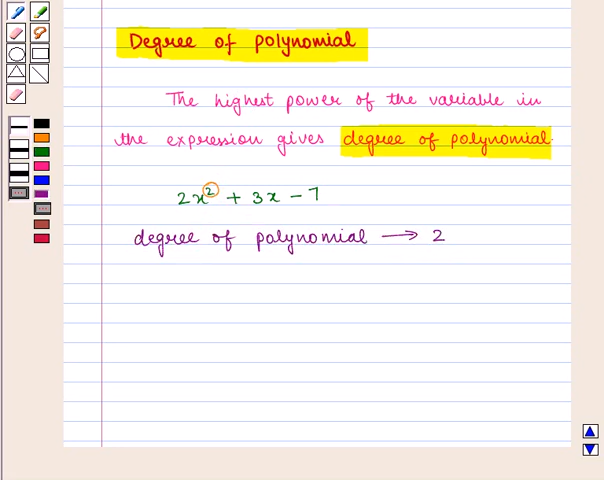 Degree of polynomial
The highest power of the variable in
the expression gives degree of polynomial.
2x² + 3x - 7
degree of polynomial → 2